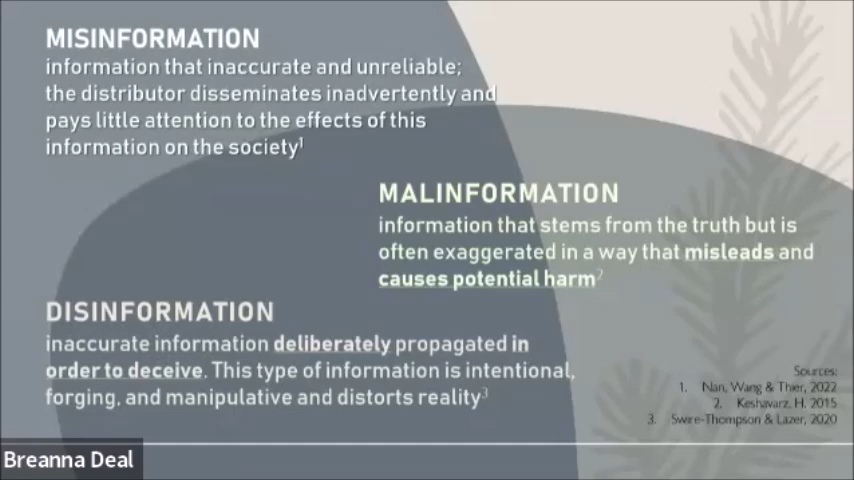 MISINFORMATION
information that inaccurate and unreliable;
the distributor disseminates inadvertently and
pays little attention to the effects of this
information on the society¹
MALINFORMATION
information that stems from the truth but is
often exaggerated in a way that misleads and
causes potential harm²
DISINFORMATION
inaccurate information deliberately propagated in
order to deceive. This type of information is intentional,
forging, and manipulative and distorts reality³
Sources:
1. Nan, Wang & Thier, 2022
2. Keshavarz, H. 2015
3. Swire-Thompson & Lazer, 2020
Breanna Deal